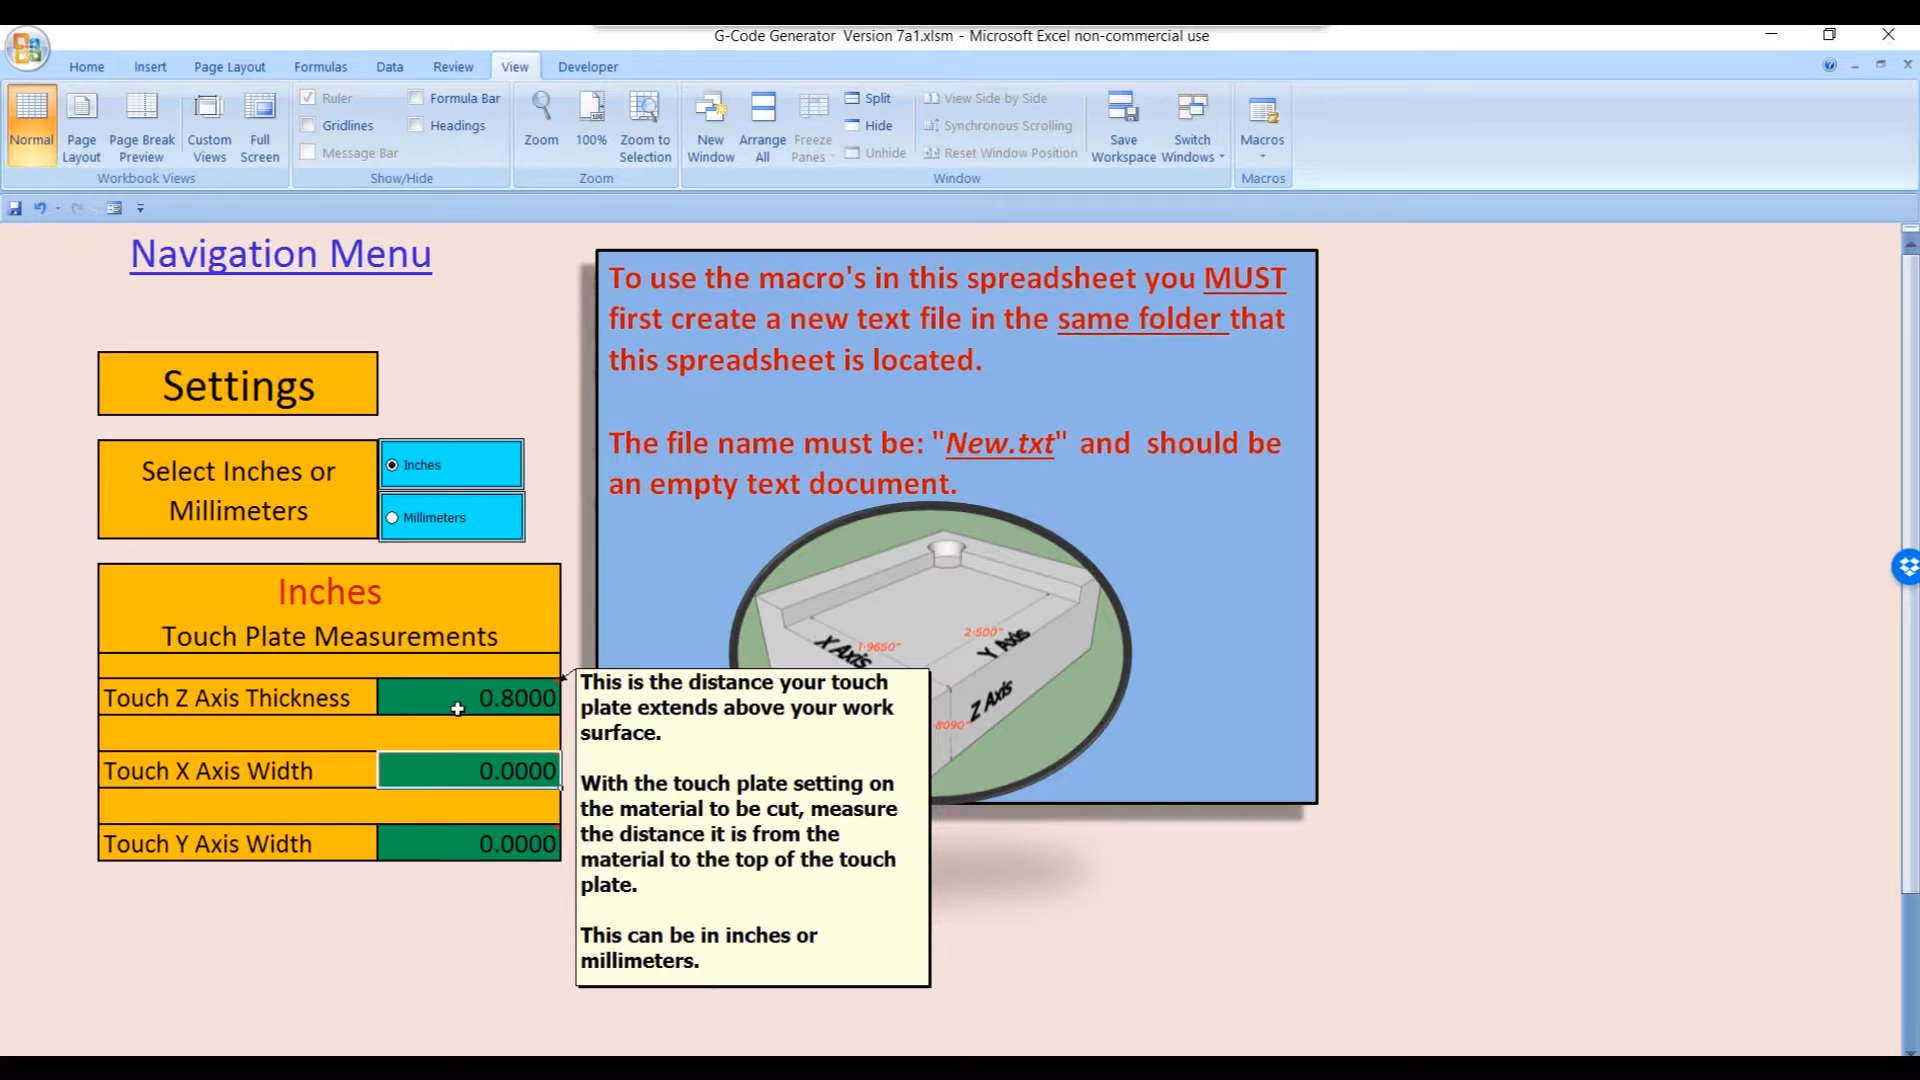 G-Code Generator  Version 7a1.xlsm - Microsoft Excel non-commercial use
Home Insert Page Layout Formulas Data Review View Developer
Normal
Page Layout
Page Break Preview
Custom Views
Full Screen
Workbook Views
Ruler
Gridlines
Message Bar
Formula Bar
Headings
Show/Hide
Zoom
100%
Zoom to Selection
Zoom
New Window
Arrange All
Freeze Panes
Split
Hide
Unhide
View Side by Side
Synchronous Scrolling
Reset Window Position
Window
Save Workspace
Switch Windows
Macros
Macros
Navigation Menu
Settings
Select Inches or
Millimeters
Inches
Millimeters
Inches
Touch Plate Measurements
Touch Z Axis Thickness 0.8000
Touch X Axis Width 0.0000
Touch Y Axis Width 0.0000
To use the macro's in this spreadsheet you MUST
first create a new text file in the same folder that
this spreadsheet is located.
The file name must be: "New.txt" and  should be
an empty text document.
X Axis 1.9650"
2.500" Y Axis
Z Axis
8090"
This is the distance your touch
plate extends above your work
surface.
With the touch plate setting on
the material to be cut, measure
the distance it is from the
material to the top of the touch
plate.
This can be in inches or
millimeters.